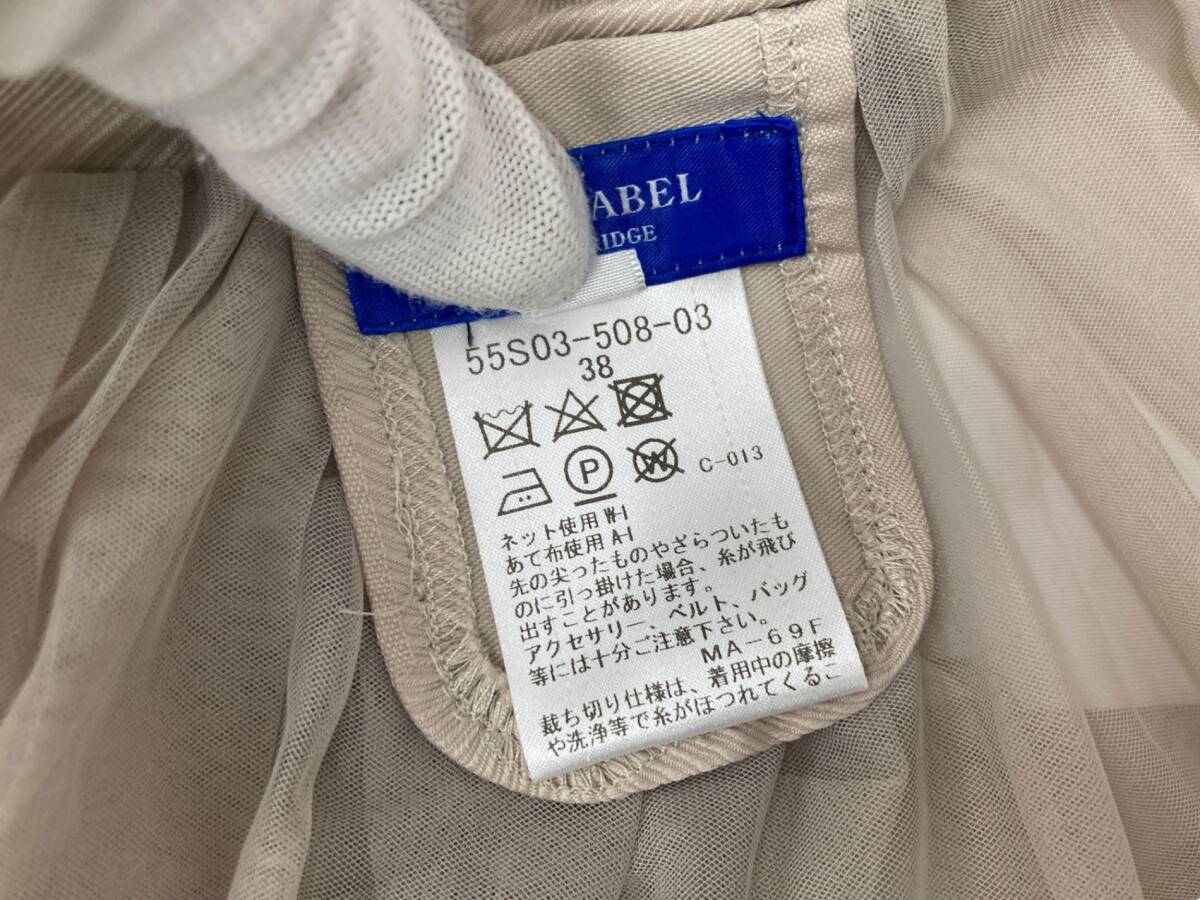 ABEL
RIDGE
55S03-508-03
38
P
W
C-013
ネット使用 W-I
あて布使用 A-I
先の尖ったものやざらついたも
のに引っ掛けた場合、糸が飛び
出すことがあります。
アクセサリー、ベルト、バッグ
等には十分ご注意下さい。
MA-69F
裁ち切り仕様は、着用中の摩擦
や洗浄等で糸がほつれてくるこ